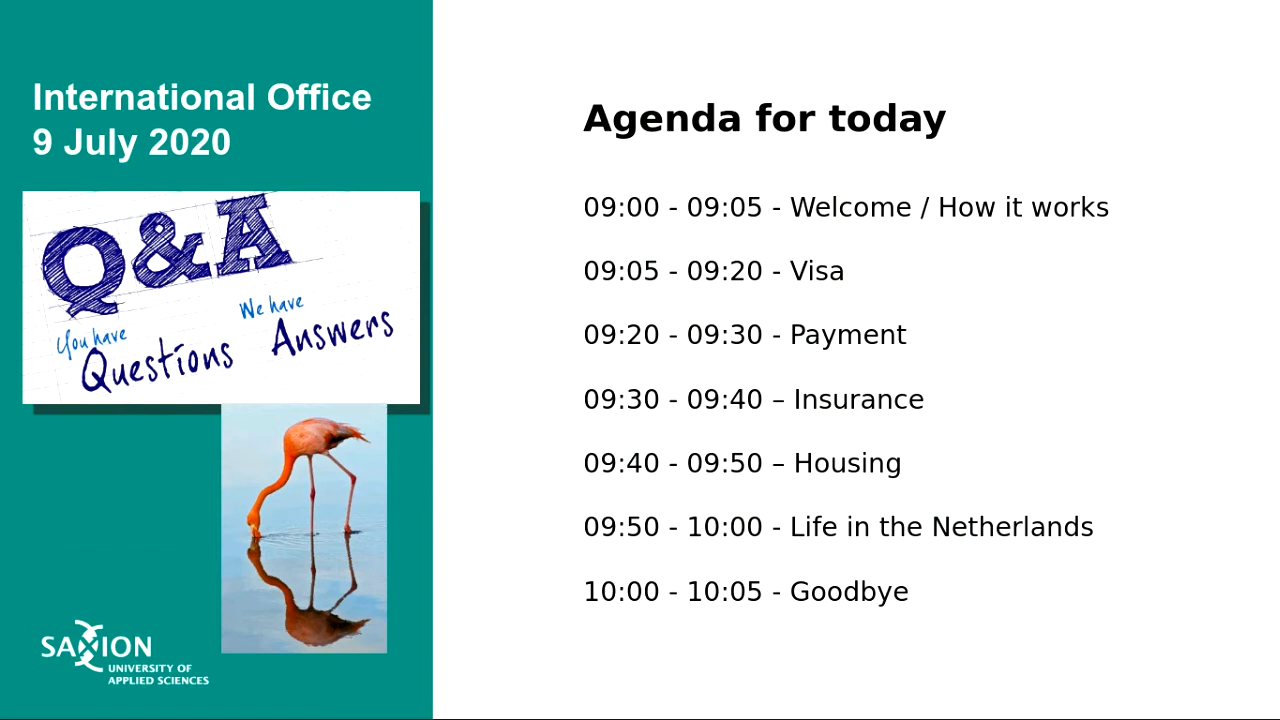 International Office
9 July 2020
Q&A
You have
Questions
We have
Answers
SAXION
UNIVERSITY OF
APPLIED SCIENCES
Agenda for today
09:00 - 09:05 - Welcome / How it works
09:05 - 09:20 - Visa
09:20 - 09:30 - Payment
09:30 - 09:40 – Insurance
09:40 - 09:50 – Housing
09:50 - 10:00 - Life in the Netherlands
10:00 - 10:05 - Goodbye